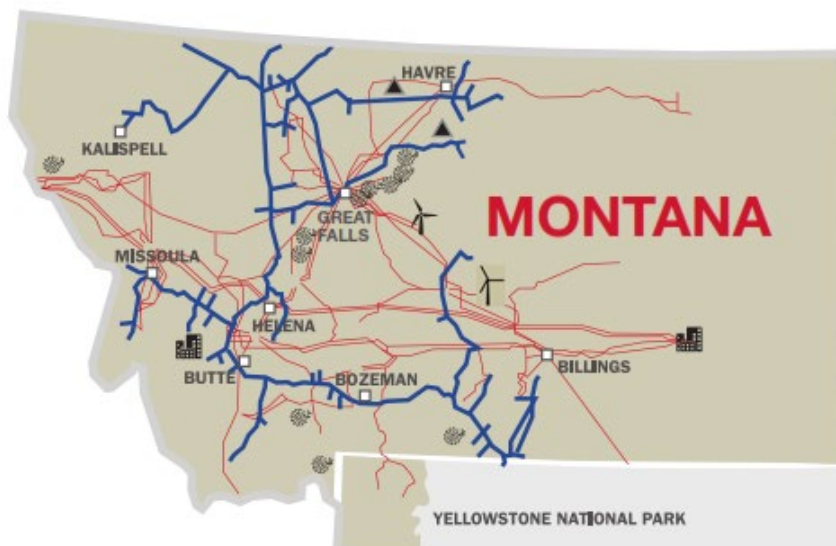 HAVRE
KALISPELL
MONTANA
GREAT
FALLS
MISSOULA
HELENA
BUTTE
BOZEMAN
BILLINGS
YELLOWSTONE NATIONAL PARK